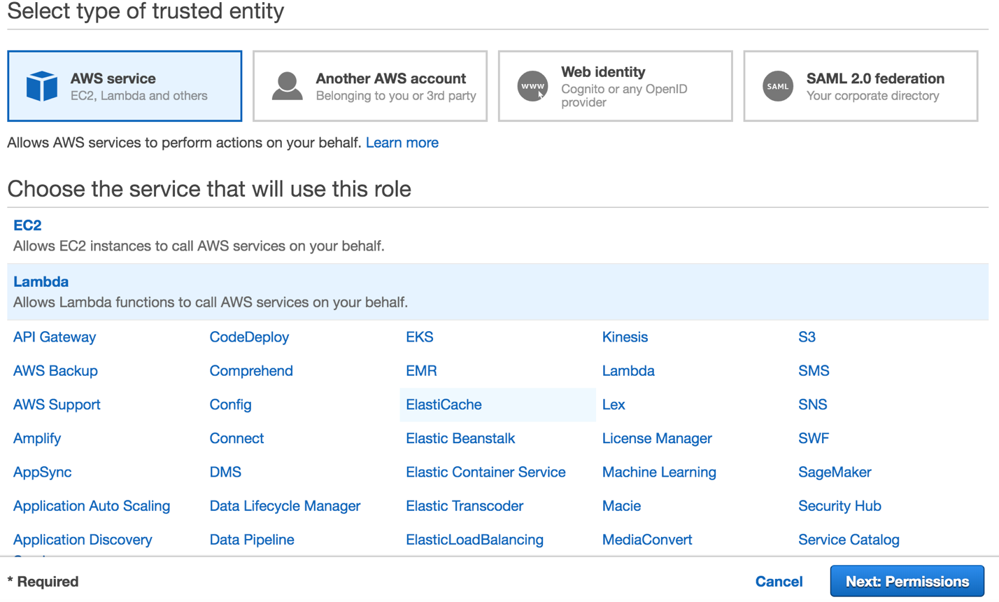 Select type of trusted entity
AWS service
EC2, Lambda and others
Another AWS account
Belonging to you or 3rd party
www
Web identity
Cognito or any OpenID
provider
SAML
SAML 2.0 federation
Your corporate directory
Allows AWS services to perform actions on your behalf. Learn more
Choose the service that will use this role
EC2
Allows EC2 instances to call AWS services on your behalf.
Lambda
Allows Lambda functions to call AWS services on your behalf.
API Gateway CodeDeploy EKS Kinesis S3
AWS Backup Comprehend EMR Lambda SMS
AWS Support Config ElastiCache Lex SNS
Amplify Connect Elastic Beanstalk License Manager SWF
AppSync DMS Elastic Container Service Machine Learning SageMaker
Application Auto Scaling Data Lifecycle Manager Elastic Transcoder Macie Security Hub
Application Discovery Data Pipeline ElasticLoadBalancing MediaConvert Service Catalog
* Required Cancel Next: Permissions